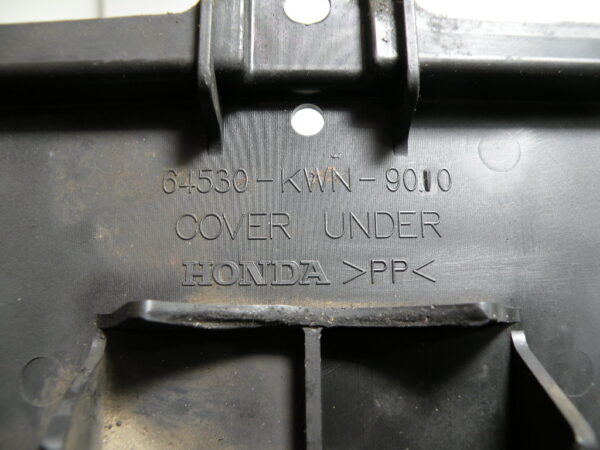 64530-KWN-9010
COVER UNDER
HONDA >PP<